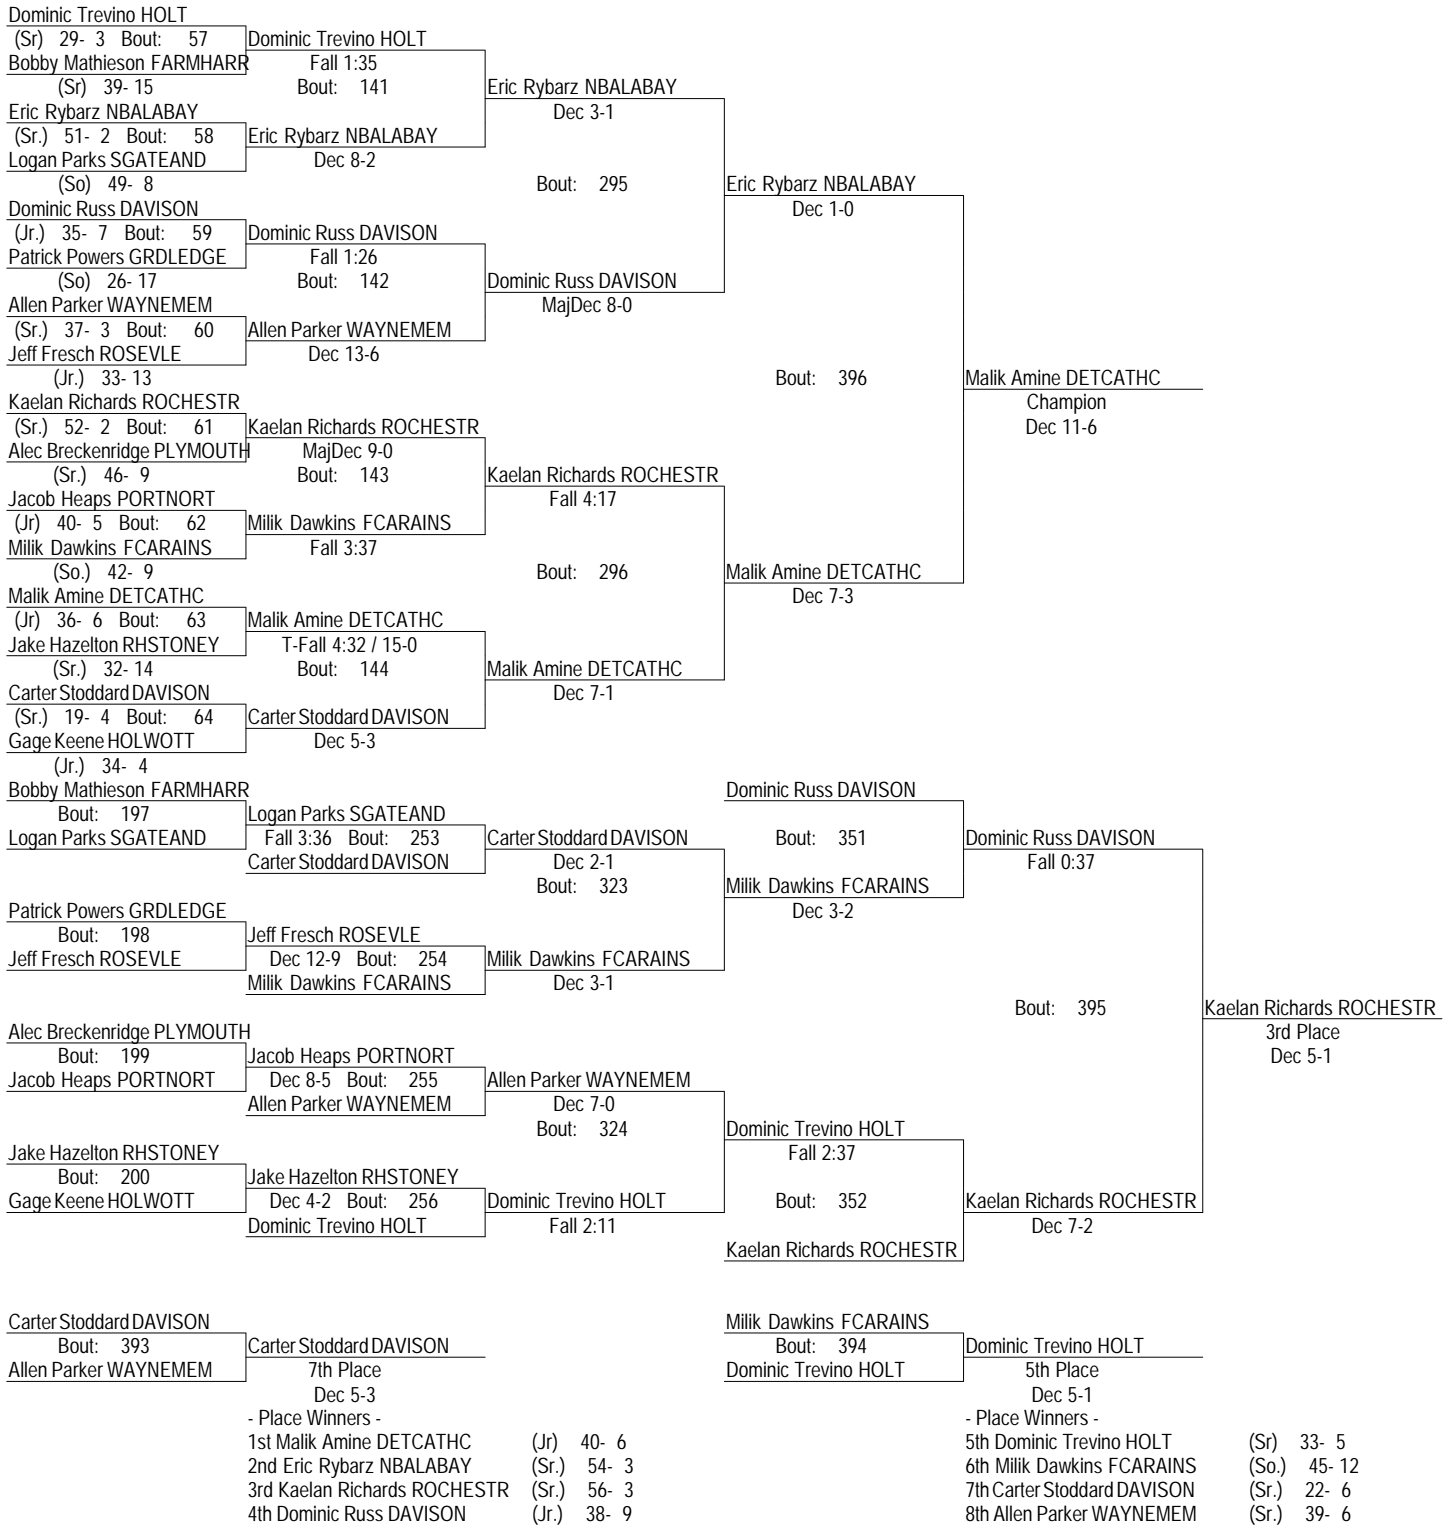 Dominic Trevino HOLT
(Sr) 29- 3 Bout: 57 Dominic Trevino HOLT
Bobby Mathieson FARMHARR Fall 1:35
(Sr) 39- 15 Bout: 141 Eric Rybarz NBALABAY
Eric Rybarz NBALABAY Dec 3-1
(Sr.) 51- 2 Bout: 58 Eric Rybarz NBALABAY
Logan Parks SGATEAND Dec 8-2
(So) 49- 8 Bout: 295 Eric Rybarz NBALABAY
Dominic Russ DAVISON Dec 1-0
(Jr.) 35- 7 Bout: 59 Dominic Russ DAVISON
Patrick Powers GRDLEDGE Fall 1:26
(So) 26- 17 Bout: 142 Dominic Russ DAVISON
Allen Parker WAYNEMEM MajDec 8-0
(Sr.) 37- 3 Bout: 60 Allen Parker WAYNEMEM
Jeff Fresch ROSEVLE Dec 13-6
(Jr.) 33- 13 Bout: 396 Malik Amine DETCATHC
Kaelan Richards ROCHESTR Champion
(Sr.) 52- 2 Bout: 61 Kaelan Richards ROCHESTR Dec 11-6
Alec Breckenridge PLYMOUTH MajDec 9-0
(Sr.) 46- 9 Bout: 143 Kaelan Richards ROCHESTR
Jacob Heaps PORTNORT Fall 4:17
(Jr) 40- 5 Bout: 62 Milik Dawkins FCARAINS
Milik Dawkins FCARAINS Fall 3:37
(So.) 42- 9 Bout: 296 Malik Amine DETCATHC
Malik Amine DETCATHC Dec 7-3
(Jr) 36- 6 Bout: 63 Malik Amine DETCATHC
Jake Hazelton RHSTONEY T-Fall 4:32 / 15-0
(Sr.) 32- 14 Bout: 144 Malik Amine DETCATHC
Carter Stoddard DAVISON Dec 7-1
(Sr.) 19- 4 Bout: 64 Carter Stoddard DAVISON
Gage Keene HOLWOTT Dec 5-3
(Jr.) 34- 4
Bobby Mathieson FARMHARR Dominic Russ DAVISON
Bout: 197 Logan Parks SGATEAND
Logan Parks SGATEAND Fall 3:36 Bout: 253 Carter Stoddard DAVISON Bout: 351 Dominic Russ DAVISON
Carter Stoddard DAVISON Dec 2-1 Fall 0:37
Bout: 323 Milik Dawkins FCARAINS
Patrick Powers GRDLEDGE Dec 3-2
Bout: 198 Jeff Fresch ROSEVLE
Jeff Fresch ROSEVLE Dec 12-9 Bout: 254 Milik Dawkins FCARAINS
Milik Dawkins FCARAINS Dec 3-1
Bout: 395 Kaelan Richards ROCHESTR
Alec Breckenridge PLYMOUTH 3rd Place
Bout: 199 Jacob Heaps PORTNORT Dec 5-1
Jacob Heaps PORTNORT Dec 8-5 Bout: 255 Allen Parker WAYNEMEM
Allen Parker WAYNEMEM Dec 7-0
Bout: 324 Dominic Trevino HOLT
Jake Hazelton RHSTONEY Fall 2:37
Bout: 200 Jake Hazelton RHSTONEY
Gage Keene HOLWOTT Dec 4-2 Bout: 256 Dominic Trevino HOLT Bout: 352 Kaelan Richards ROCHESTR
Dominic Trevino HOLT Fall 2:11 Dec 7-2
Kaelan Richards ROCHESTR
Carter Stoddard DAVISON Milik Dawkins FCARAINS
Bout: 393 Carter Stoddard DAVISON Bout: 394 Dominic Trevino HOLT
Allen Parker WAYNEMEM 7th Place Dominic Trevino HOLT 5th Place
Dec 5-3 Dec 5-1
- Place Winners - - Place Winners -
1st Malik Amine DETCATHC (Jr) 40- 6 5th Dominic Trevino HOLT (Sr) 33- 5
2nd Eric Rybarz NBALABAY (Sr.) 54- 3 6th Milik Dawkins FCARAINS (So.) 45- 12
3rd Kaelan Richards ROCHESTR (Sr.) 56- 3 7th Carter Stoddard DAVISON (Sr.) 22- 6
4th Dominic Russ DAVISON (Jr.) 38- 9 8th Allen Parker WAYNEMEM (Sr.) 39- 6